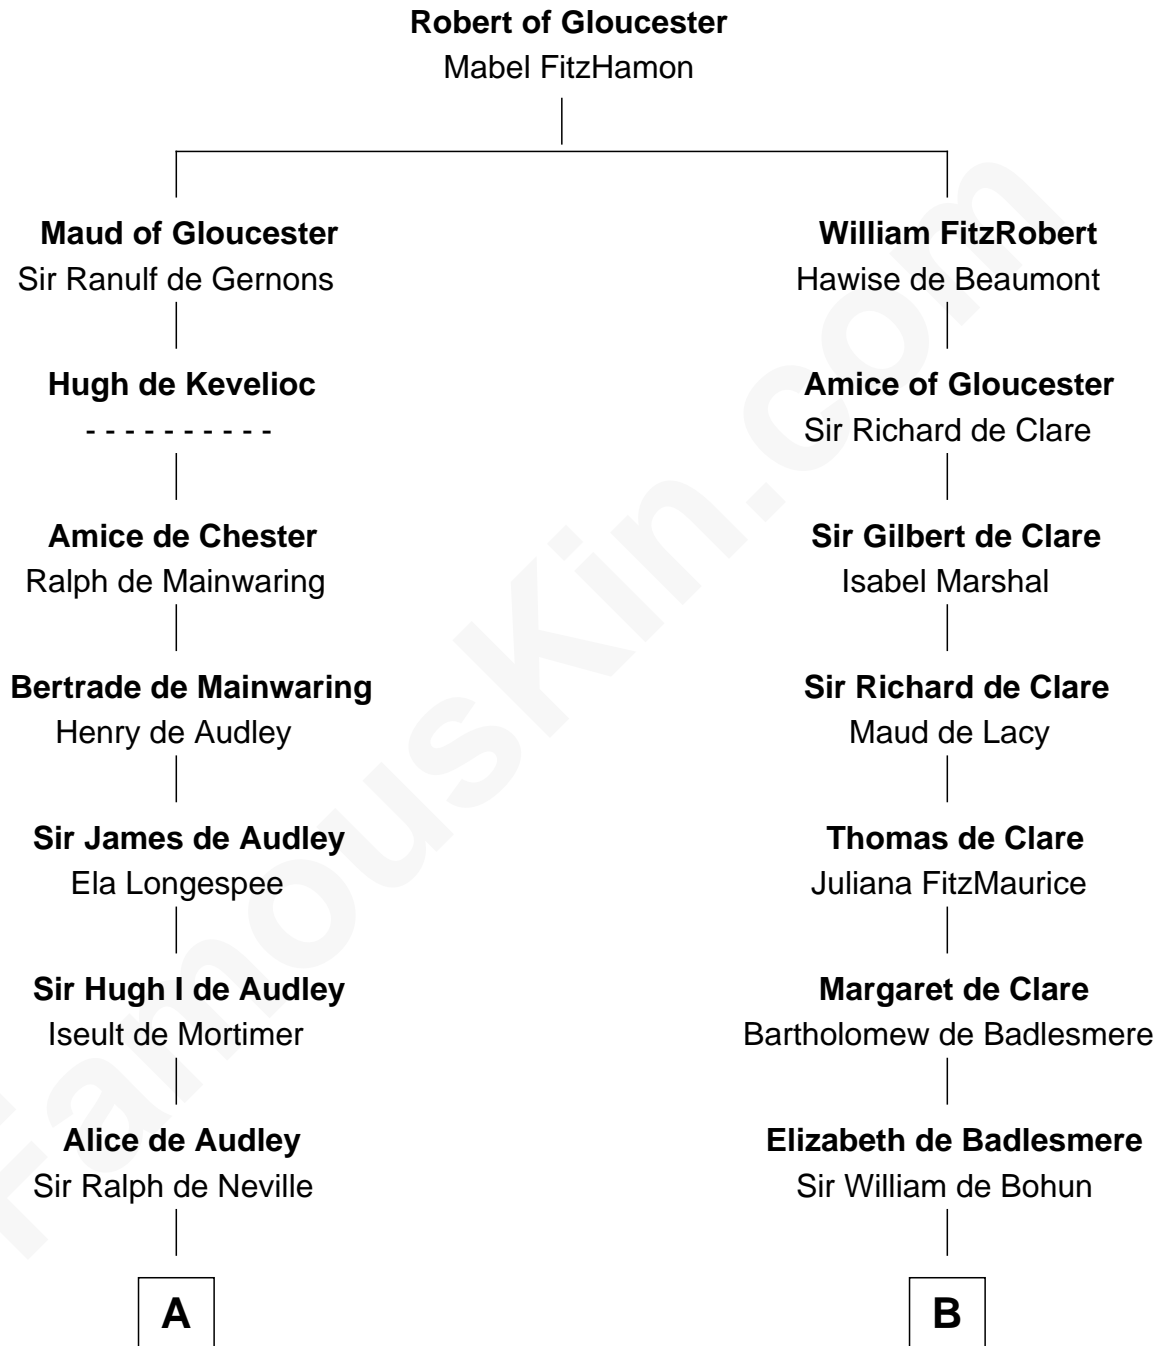 Robert of Gloucester
Mabel FitzHamon
Maud of Gloucester
Sir Ranulf de Gernons
William FitzRobert
Hawise de Beaumont
Hugh de Kevelioc
- - - - - - - - - -
Amice of Gloucester
Sir Richard de Clare
Amice de Chester
Ralph de Mainwaring
Sir Gilbert de Clare
Isabel Marshal
Bertrade de Mainwaring
Henry de Audley
Sir Richard de Clare
Maud de Lacy
Sir James de Audley
Ela Longespee
Thomas de Clare
Juliana FitzMaurice
Sir Hugh I de Audley
Iseult de Mortimer
Margaret de Clare
Bartholomew de Badlesmere
Alice de Audley
Sir Ralph de Neville
Elizabeth de Badlesmere
Sir William de Bohun
A
B
FamousKin.com